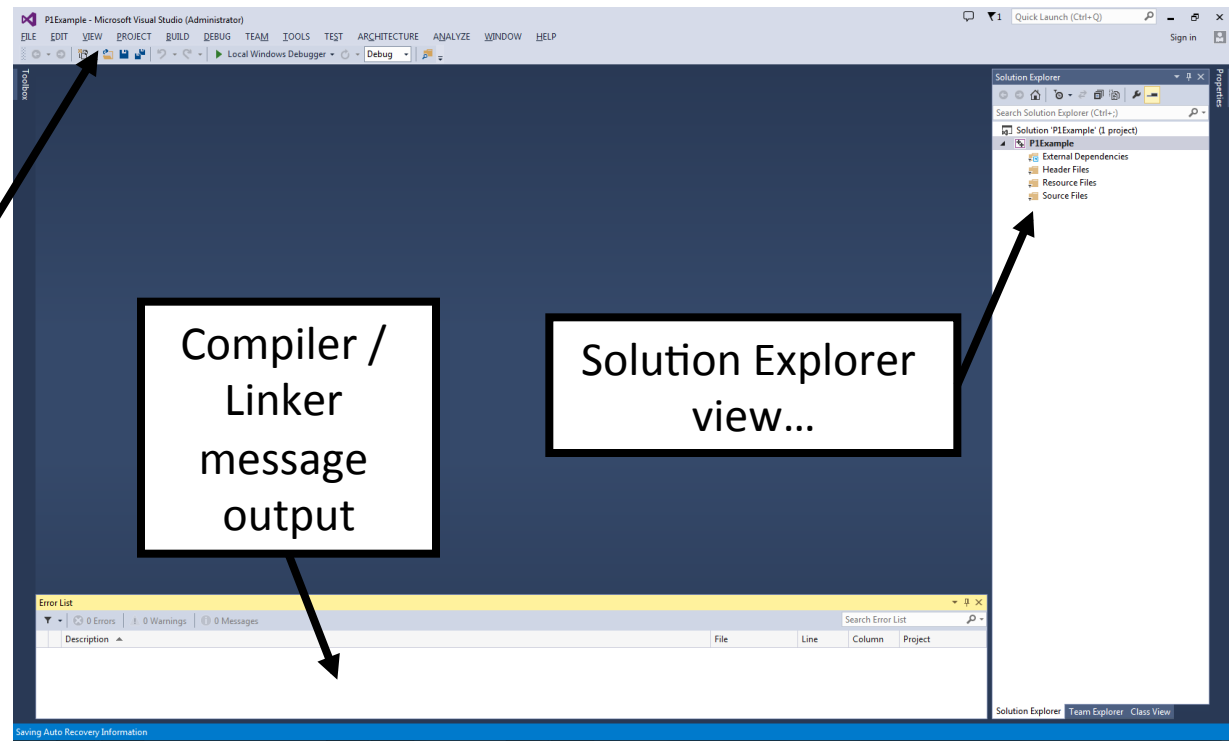 P1Example - Microsoft Visual Studio (Administrator)
1
Quick Launch (Ctrl+Q)
FILE EDIT VIEW PROJECT BUILD DEBUG TEAM TOOLS TEST ARCHITECTURE ANALYZE WINDOW HELP
Sign in
Local Windows Debugger
Debug
Toolbox
Solution Explorer
Properties
Search Solution Explorer (Ctrl+;)
Solution 'P1Example' (1 project)
P1Example
External Dependencies
Header Files
Resource Files
Source Files
Compiler /
Linker
message
output
Solution Explorer
view…
Error List
0 Errors
0 Warnings
0 Messages
Search Error List
Description
File
Line
Column
Project
Solution Explorer
Team Explorer
Class View
Saving Auto Recovery Information